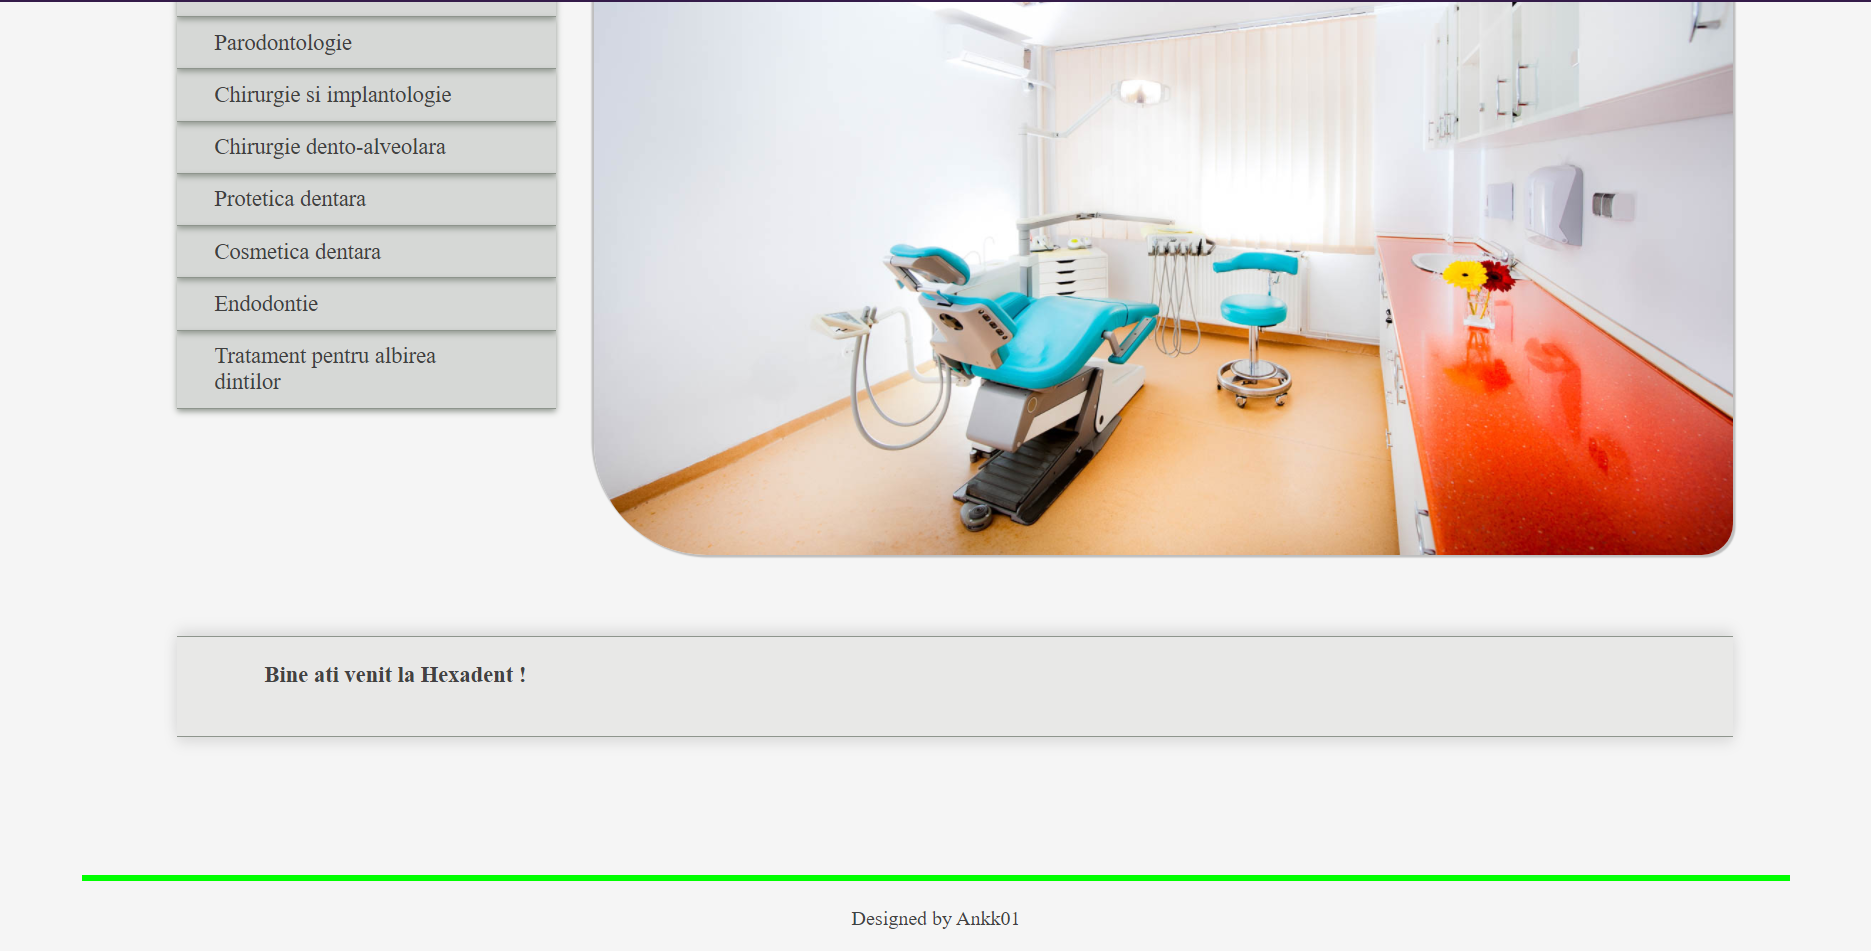 Parodontologie
Chirurgie si implantologie
Chirurgie dento-alveolara
Protetica dentara
Cosmetica dentara
Endodontie
Tratament pentru albirea
dintilor
Bine ati venit la Hexadent !
Designed by Ankk01